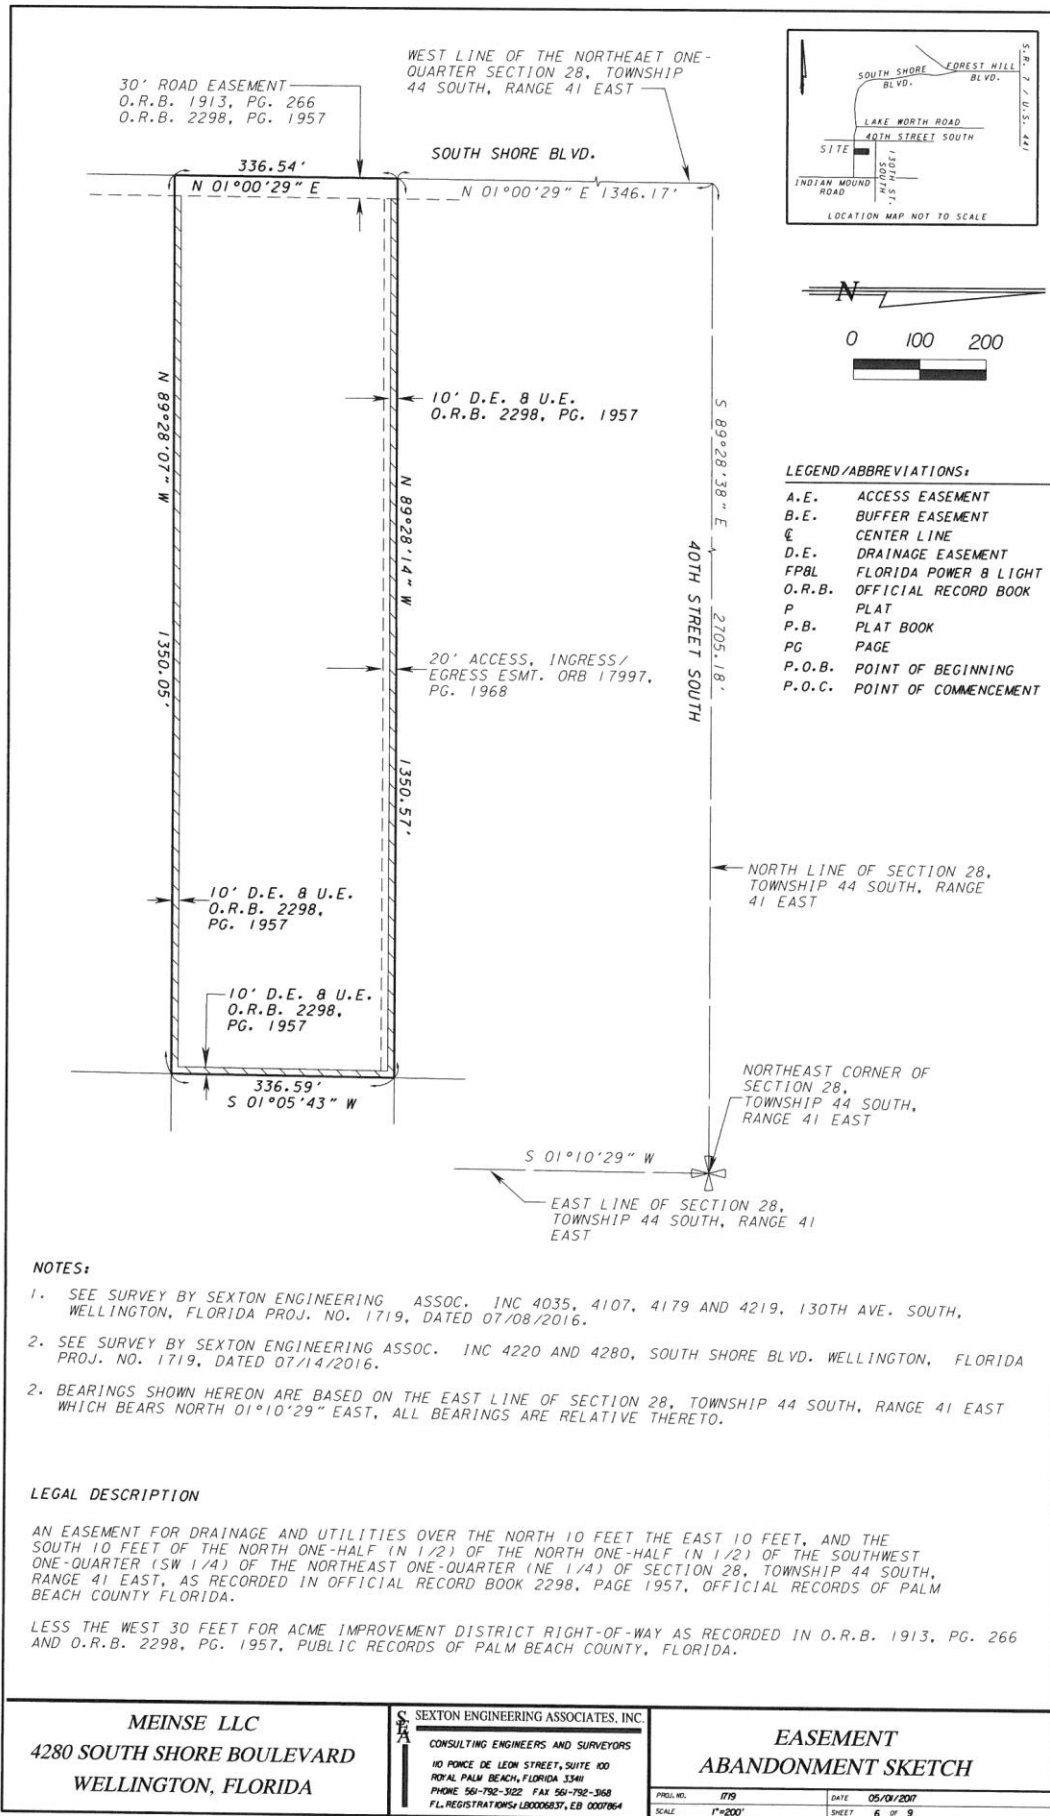 30' ROAD EASEMENT
O.R.B. 1913, PG. 266
O.R.B. 2298, PG. 1957
WEST LINE OF THE NORTHEAET ONE-
QUARTER SECTION 28, TOWNSHIP
44 SOUTH, RANGE 41 EAST
SOUTH SHORE BLVD.
336.54'
N 01°00'29" E
N 01°00'29" E 1346.17'
S.R. 7 / U.S. 441
FOREST HILL
BLVD.
SOUTH SHORE
BLVD.
LAKE WORTH ROAD
40TH STREET SOUTH
SITE
130TH ST.
SOUTH
INDIAN MOUND
ROAD
LOCATION MAP NOT TO SCALE
N
0 100 200
N 89°28'07" W
1350.05'
10' D.E. & U.E.
O.R.B. 2298, PG. 1957
N 89°28'14" W
1350.57'
20' ACCESS, INGRESS/
EGRESS ESMT. ORB 17997,
PG. 1968
S 89°28'38" E
2705.18'
40TH STREET SOUTH
LEGEND/ABBREVIATIONS:
A.E. ACCESS EASEMENT
B.E. BUFFER EASEMENT
℄ CENTER LINE
D.E. DRAINAGE EASEMENT
FP&L FLORIDA POWER & LIGHT
O.R.B. OFFICIAL RECORD BOOK
P PLAT
P.B. PLAT BOOK
PG PAGE
P.O.B. POINT OF BEGINNING
P.O.C. POINT OF COMMENCEMENT
NORTH LINE OF SECTION 28,
TOWNSHIP 44 SOUTH, RANGE
41 EAST
10' D.E. & U.E.
O.R.B. 2298,
PG. 1957
10' D.E. & U.E.
O.R.B. 2298,
PG. 1957
336.59'
S 01°05'43" W
NORTHEAST CORNER OF
SECTION 28,
TOWNSHIP 44 SOUTH,
RANGE 41 EAST
S 01°10'29" W
EAST LINE OF SECTION 28,
TOWNSHIP 44 SOUTH, RANGE 41
EAST
NOTES:
1. SEE SURVEY BY SEXTON ENGINEERING ASSOC. INC 4035, 4107, 4179 AND 4219, 130TH AVE. SOUTH,
WELLINGTON, FLORIDA PROJ. NO. 1719, DATED 07/08/2016.
2. SEE SURVEY BY SEXTON ENGINEERING ASSOC. INC 4220 AND 4280, SOUTH SHORE BLVD. WELLINGTON, FLORIDA
PROJ. NO. 1719, DATED 07/14/2016.
2. BEARINGS SHOWN HEREON ARE BASED ON THE EAST LINE OF SECTION 28, TOWNSHIP 44 SOUTH, RANGE 41 EAST
WHICH BEARS NORTH 01°10'29" EAST, ALL BEARINGS ARE RELATIVE THERETO.
LEGAL DESCRIPTION
AN EASEMENT FOR DRAINAGE AND UTILITIES OVER THE NORTH 10 FEET THE EAST 10 FEET, AND THE
SOUTH 10 FEET OF THE NORTH ONE-HALF (N 1/2) OF THE NORTH ONE-HALF (N 1/2) OF THE SOUTHWEST
ONE-QUARTER (SW 1/4) OF THE NORTHEAST ONE-QUARTER (NE 1/4) OF SECTION 28, TOWNSHIP 44 SOUTH,
RANGE 41 EAST, AS RECORDED IN OFFICIAL RECORD BOOK 2298, PAGE 1957, OFFICIAL RECORDS OF PALM
BEACH COUNTY FLORIDA.
LESS THE WEST 30 FEET FOR ACME IMPROVEMENT DISTRICT RIGHT-OF-WAY AS RECORDED IN O.R.B. 1913, PG. 266
AND O.R.B. 2298, PG. 1957, PUBLIC RECORDS OF PALM BEACH COUNTY, FLORIDA.
MEINSE LLC
4280 SOUTH SHORE BOULEVARD
WELLINGTON, FLORIDA
SEA
SEXTON ENGINEERING ASSOCIATES, INC.
CONSULTING ENGINEERS AND SURVEYORS
110 PONCE DE LEON STREET, SUITE 100
ROYAL PALM BEACH, FLORIDA 33411
PHONE 561-792-3122 FAX 561-792-3168
FL. REGISTRATIONS: LB0006837, EB 0007864
EASEMENT
ABANDONMENT SKETCH
PROJ. NO. 1719 DATE 05/01/2017
SCALE 1"=200' SHEET 6 OF 9